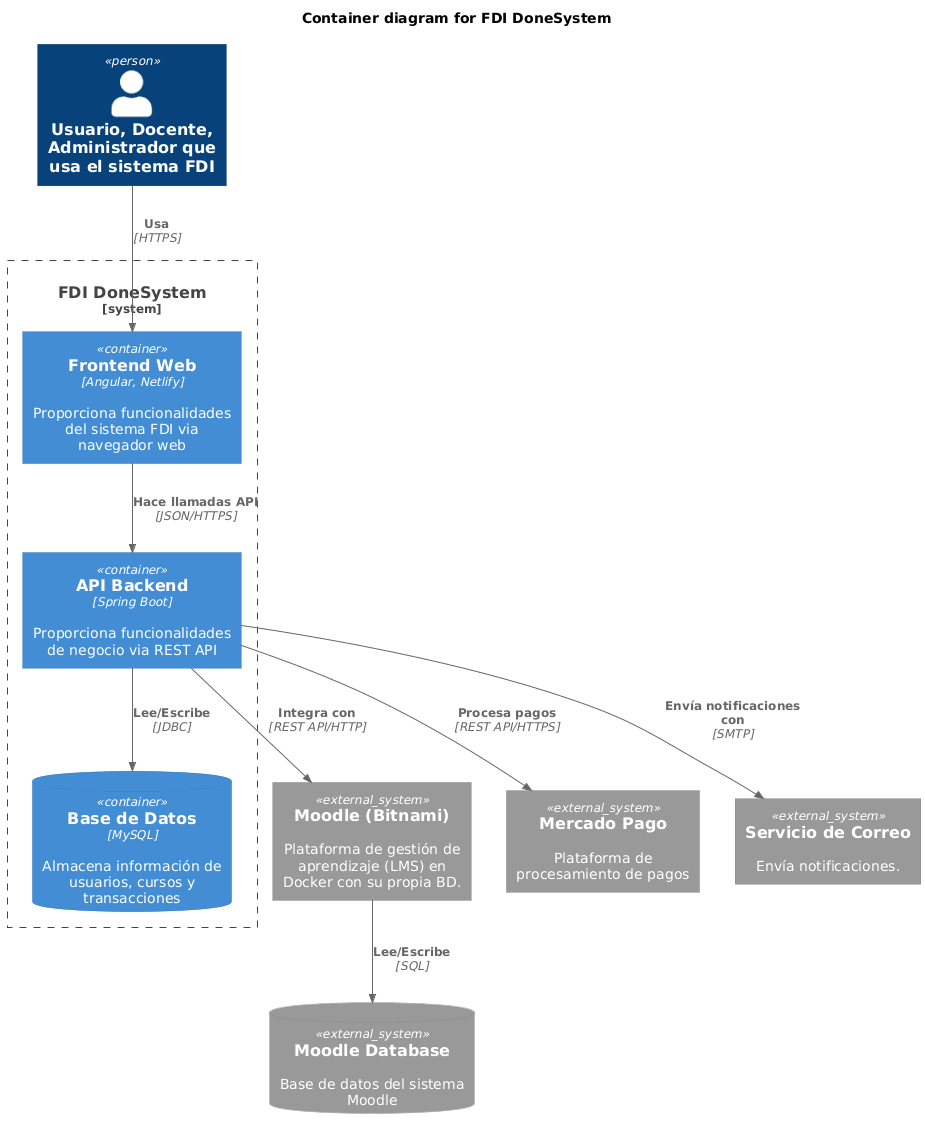 Container diagram for FDI DoneSystem
«person»
Usuario, Docente,
Administrador que
usa el sistema FDI
Usa
[HTTPS]
FDI DoneSystem
[system]
«container»
Frontend Web
[Angular, Netlify]
Proporciona funcionalidades
del sistema FDI via
navegador web
Hace llamadas API
[JSON/HTTPS]
«container»
API Backend
[Spring Boot]
Proporciona funcionalidades
de negocio via REST API
Lee/Escribe
[JDBC]
Integra con
[REST API/HTTP]
Procesa pagos
[REST API/HTTPS]
Envía notificaciones
con
[SMTP]
«container»
Base de Datos
[MySQL]
Almacena información de
usuarios, cursos y
transacciones
«external_system»
Moodle (Bitnami)
Plataforma de gestión de
aprendizaje (LMS) en
Docker con su propia BD.
«external_system»
Mercado Pago
Plataforma de
procesamiento de pagos
«external_system»
Servicio de Correo
Envía notificaciones.
Lee/Escribe
[SQL]
«external_system»
Moodle Database
Base de datos del sistema
Moodle